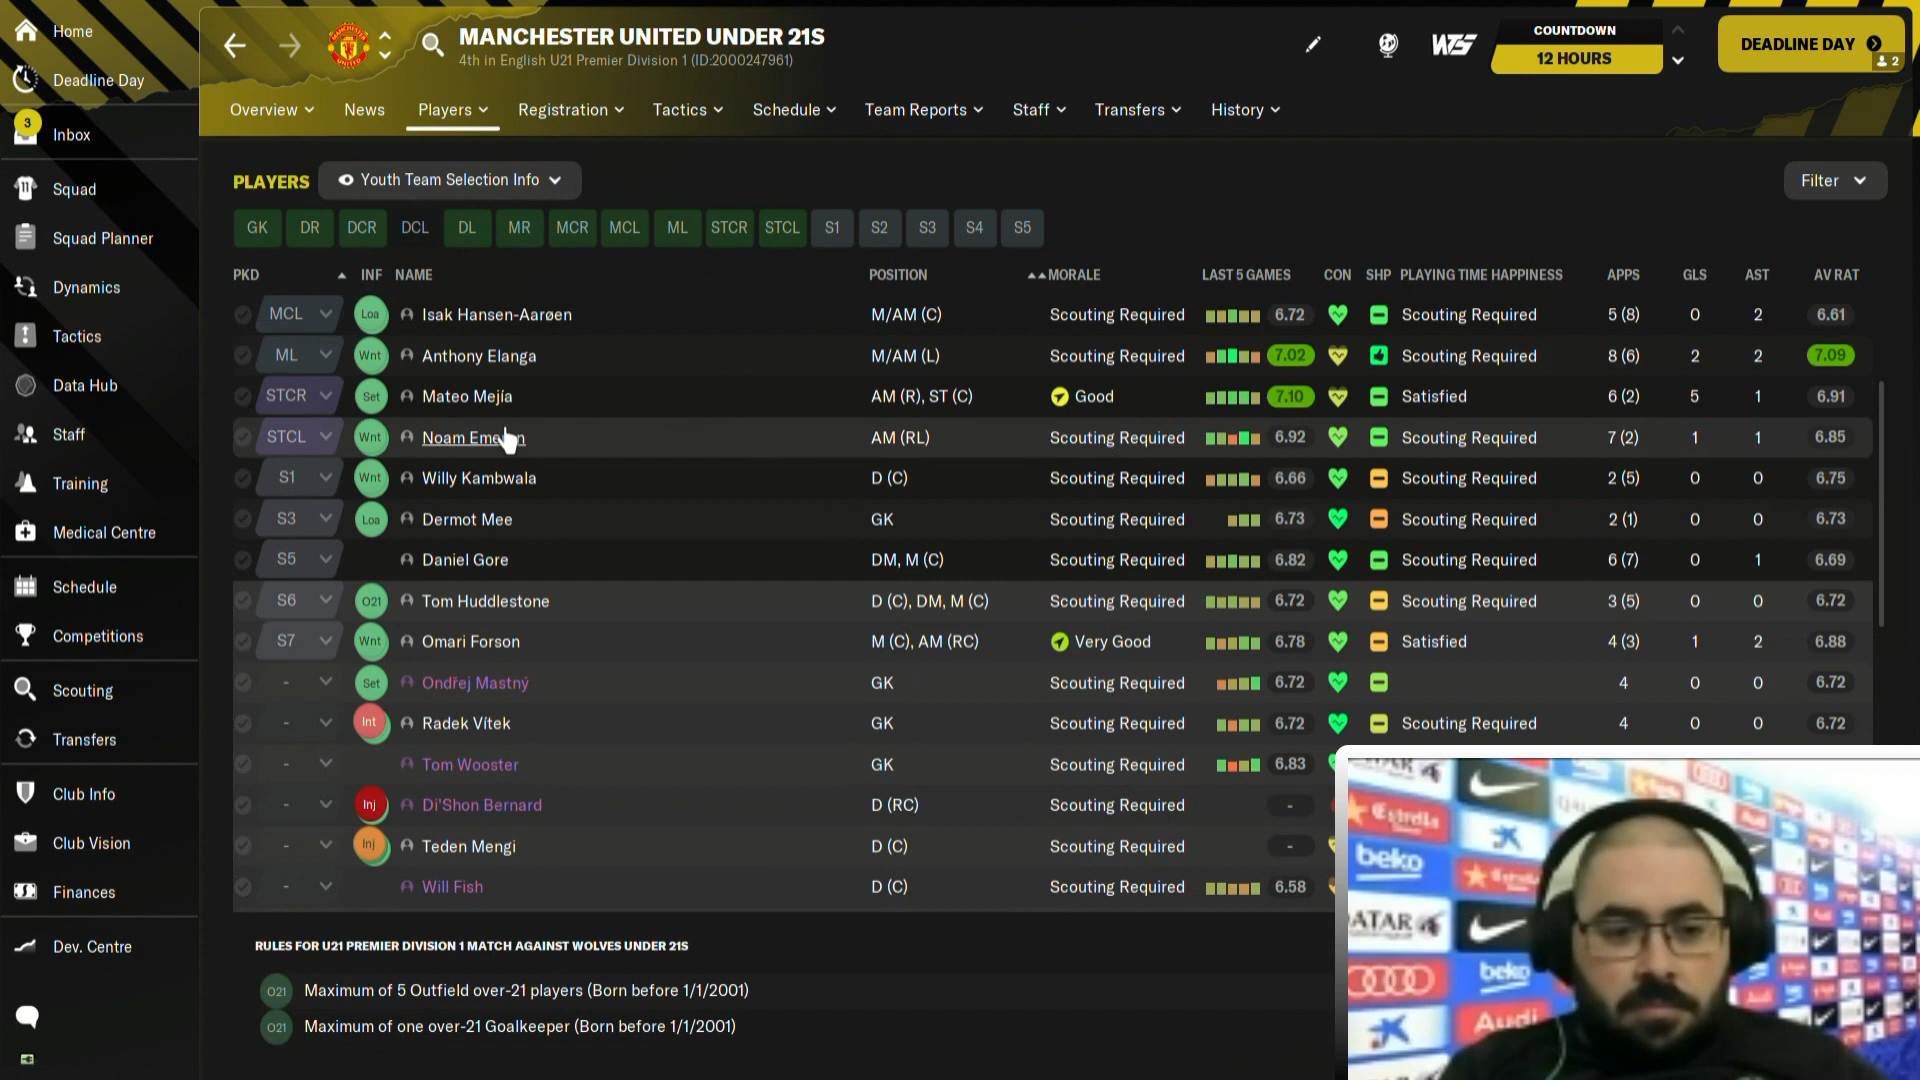 Home
Deadline Day
3
Inbox
Squad
Squad Planner
Dynamics
Tactics
Data Hub
Staff
Training
Medical Centre
Schedule
Competitions
Scouting
Transfers
Club Info
Club Vision
Finances
Dev. Centre
MANCHESTER UNITED UNDER 21S
4th in English U21 Premier Division 1 (ID:2000247961)
COUNTDOWN
12 HOURS
DEADLINE DAY
2
Overview News Players Registration Tactics Schedule Team Reports Staff Transfers History
PLAYERS Youth Team Selection Info Filter
GK DR DCR DCL DL MR MCR MCL ML STCR STCL S1 S2 S3 S4 S5
PKD INF NAME POSITION MORALE LAST 5 GAMES CON SHP PLAYING TIME HAPPINESS APPS GLS AST AV RAT
MCL Loa Isak Hansen-Aarøen M/AM (C) Scouting Required 6.72 Scouting Required 5 (8) 0 2 6.61
ML Wnt Anthony Elanga M/AM (L) Scouting Required 7.02 Scouting Required 8 (6) 2 2 7.09
STCR Set Mateo Mejía AM (R), ST (C) Good 7.10 Satisfied 6 (2) 5 1 6.91
STCL Wnt Noam AM (RL) Scouting Required 6.92 Scouting Required 7 (2) 1 1 6.85
S1 Wnt Willy Kambwala D (C) Scouting Required 6.66 Scouting Required 2 (5) 0 0 6.75
S3 Loa Dermot Mee GK Scouting Required 6.73 Scouting Required 2 (1) 0 0 6.73
S5 Daniel Gore DM, M (C) Scouting Required 6.82 Scouting Required 6 (7) 0 1 6.69
S6 O21 Tom Huddlestone D (C), DM, M (C) Scouting Required 6.72 Scouting Required 3 (5) 0 0 6.72
S7 Wnt Omari Forson M (C), AM (RC) Very Good 6.78 Satisfied 4 (3) 1 2 6.88
- Set Ondřej Mastný GK Scouting Required 6.72 4 0 0 6.72
- Int Radek Vítek GK Scouting Required 6.72 Scouting Required 4 0 0 6.72
- Tom Wooster GK Scouting Required 6.83
- Inj Di'Shon Bernard D (RC) Scouting Required -
- Inj Teden Mengi D (C) Scouting Required -
- Will Fish D (C) Scouting Required 6.58
RULES FOR U21 PREMIER DIVISION 1 MATCH AGAINST WOLVES UNDER 21S
O21 Maximum of 5 Outfield over-21 players (Born before 1/1/2001)
O21 Maximum of one over-21 Goalkeeper (Born before 1/1/2001)
Estrella
beko
QATAR
beko
Audi